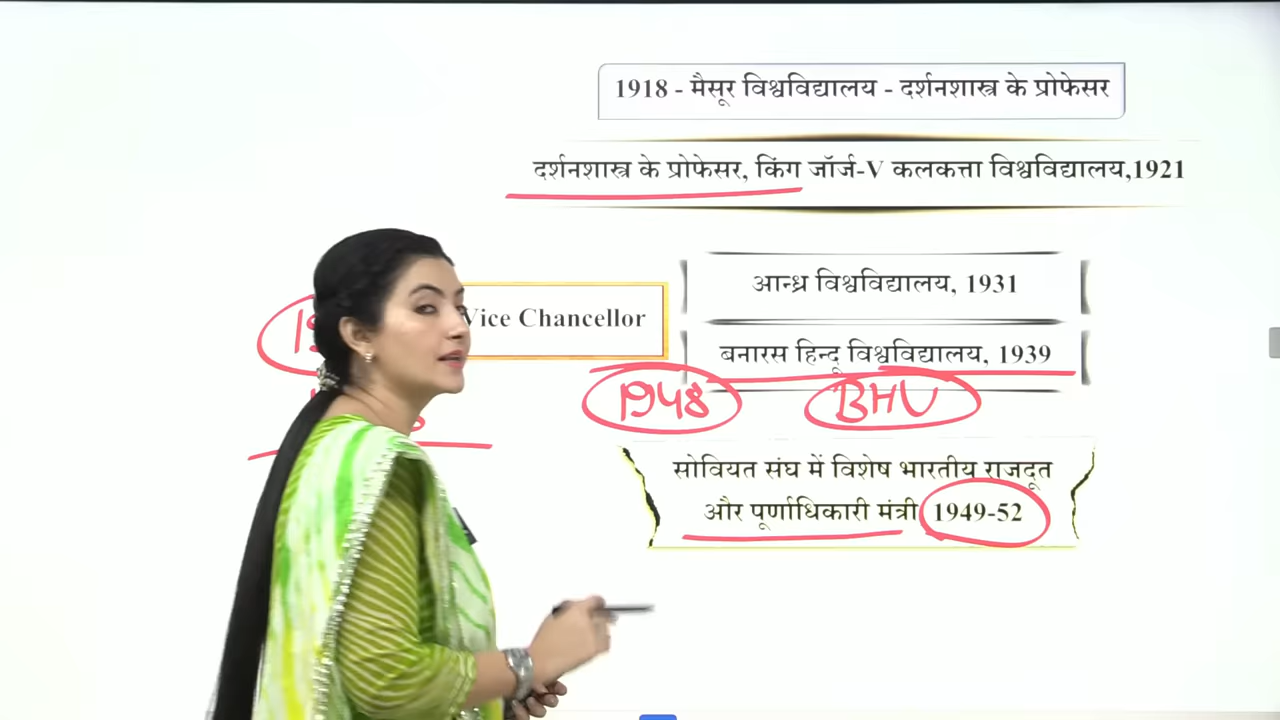 1918 - मैसूर विश्वविद्यालय - दर्शनशास्त्र के प्रोफेसर
दर्शनशास्त्र के प्रोफेसर, किंग जॉर्ज-V कलकत्ता विश्वविद्यालय,1921
आन्ध्र विश्वविद्यालय, 1931
Vice Chancellor
बनारस हिन्दू विश्वविद्यालय, 1939
1948 BHU
सोवियत संघ में विशेष भारतीय राजदूत
और पूर्णाधिकारी मंत्री 1949-52